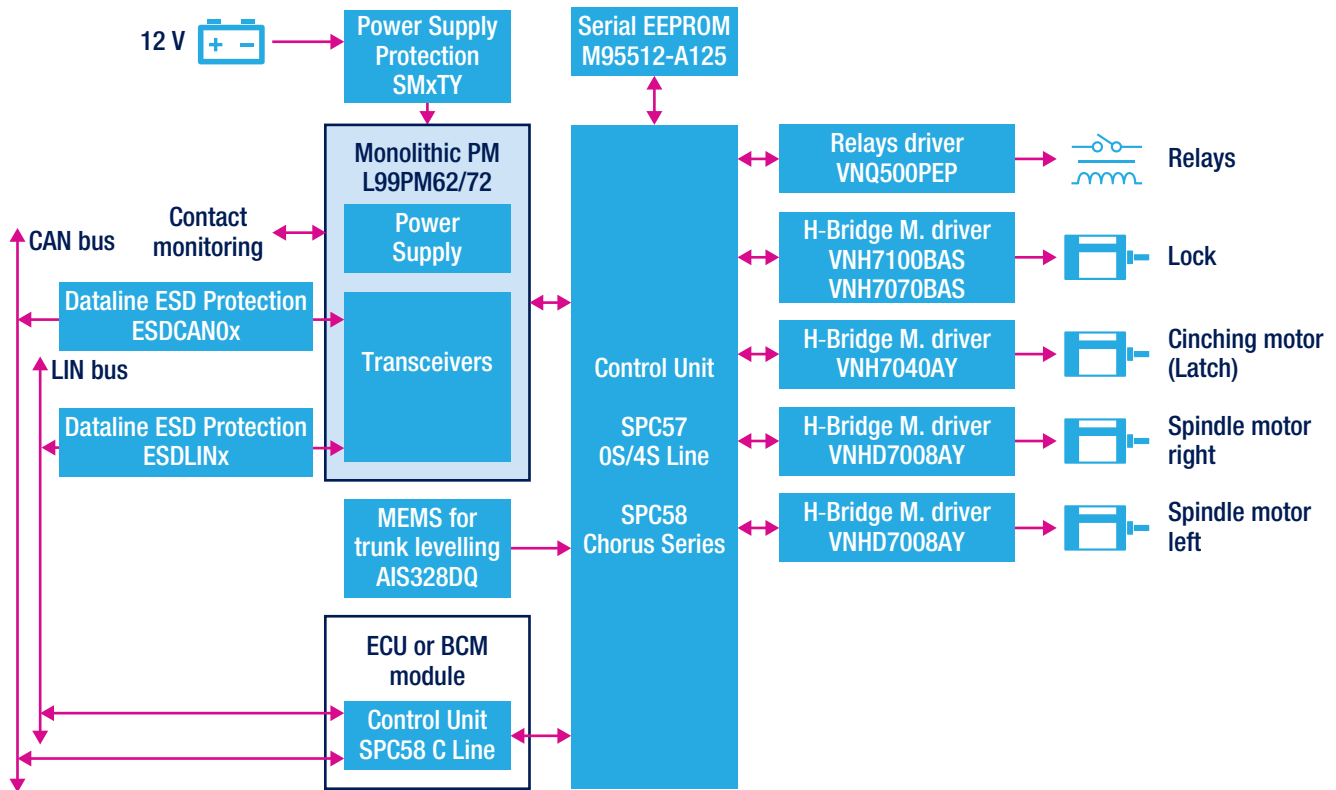 12 V
Power Supply
Protection
SMxTY
Serial EEPROM
M95512-A125
Monolithic PM
L99PM62/72
Power
Supply
Transceivers
Contact
monitoring
CAN bus
Dataline ESD Protection
ESDCAN0x
LIN bus
Dataline ESD Protection
ESDLINx
MEMS for
trunk levelling
AIS328DQ
ECU or BCM
module
Control Unit
SPC58 C Line
Control Unit
SPC57
0S/4S Line
SPC58
Chorus Series
Relays driver
VNQ500PEP
Relays
H-Bridge M. driver
VNH7100BAS
VNH7070BAS
Lock
H-Bridge M. driver
VNH7040AY
Cinching motor
(Latch)
H-Bridge M. driver
VNHD7008AY
Spindle motor
right
H-Bridge M. driver
VNHD7008AY
Spindle motor
left